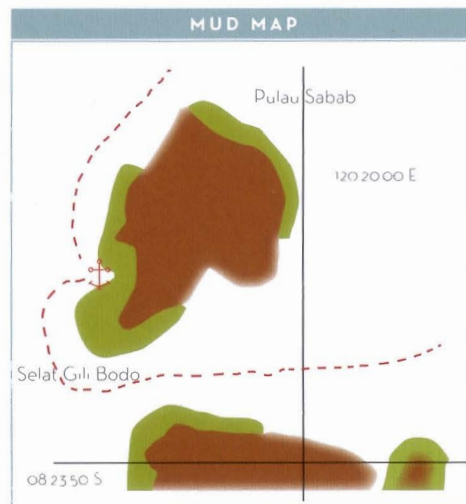 MUD MAP
Pulau Sabab
120 20 00 E
Selat Gili Bodo
08 23 50 S